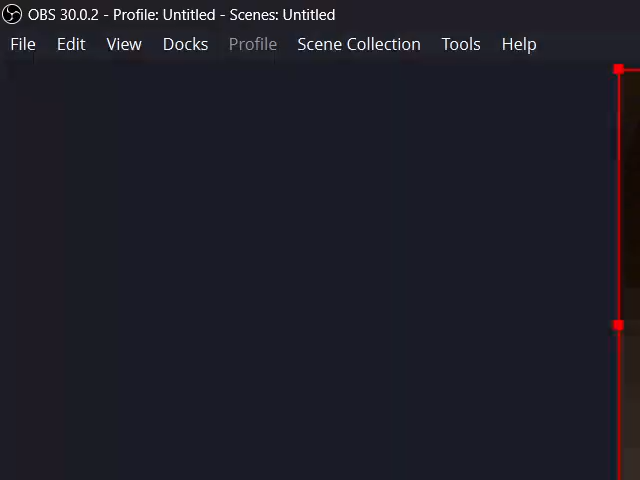 OBS 30.0.2 - Profile: Untitled - Scenes: Untitled
File Edit View Docks Profile Scene Collection Tools Help